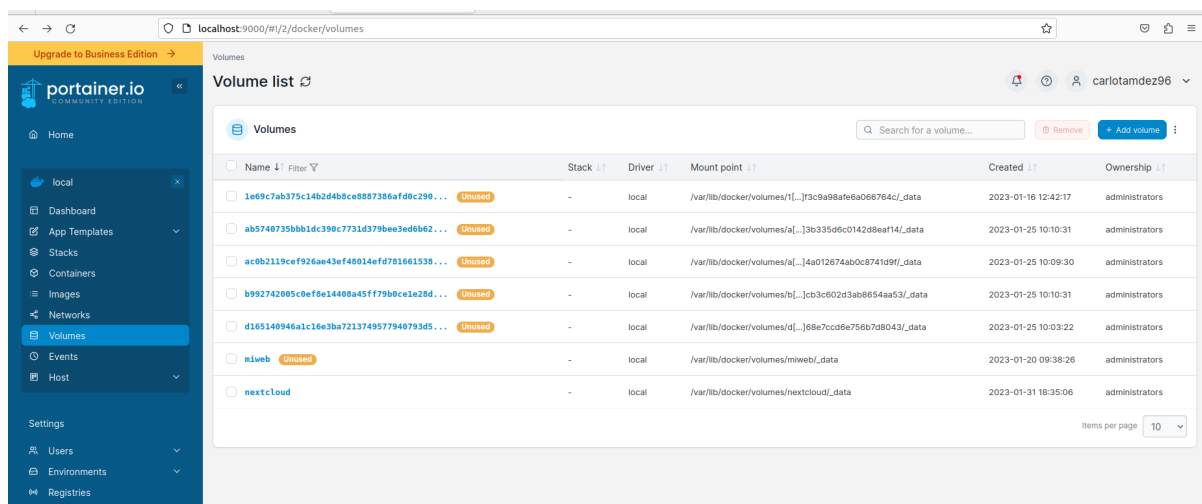 localhost:9000/#!/2/docker/volumes
Upgrade to Business Edition →
portainer.io
COMMUNITY EDITION
Home
local
Dashboard
App Templates
Stacks
Containers
Images
Networks
Volumes
Events
Host
Settings
Users
Environments
Registries
Volumes
Volume list
carlotamdez96
Volumes
Search for a volume...
Remove
+ Add volume
Name Filter Stack Driver Mount point Created Ownership
1e69c7ab375c14b2d4b8ce8887386afd0c290... Unused - local /var/lib/docker/volumes/1[...]f3c9a98afe6a066764c/_data 2023-01-16 12:42:17 administrators
ab5740735bbb1dc390c7731d379bee3ed6b62... Unused - local /var/lib/docker/volumes/a[...]3b335d6c0142d8eaf14/_data 2023-01-25 10:10:31 administrators
ac0b2119cef926ae43ef48014efd781661538... Unused - local /var/lib/docker/volumes/a[...]4a012674ab0c8741d9f/_data 2023-01-25 10:09:30 administrators
b992742005c0ef8e14408a45ff79b0ce1e28d... Unused - local /var/lib/docker/volumes/b[...]cb3c602d3ab8654aa53/_data 2023-01-25 10:10:31 administrators
d165140946a1c16e3ba7213749577940793d5... Unused - local /var/lib/docker/volumes/d[...]68e7ccd6e756b7d8043/_data 2023-01-25 10:03:22 administrators
miweb Unused - local /var/lib/docker/volumes/miweb/_data 2023-01-20 09:38:26 administrators
nextcloud - local /var/lib/docker/volumes/nextcloud/_data 2023-01-31 18:35:06 administrators
Items per page 10